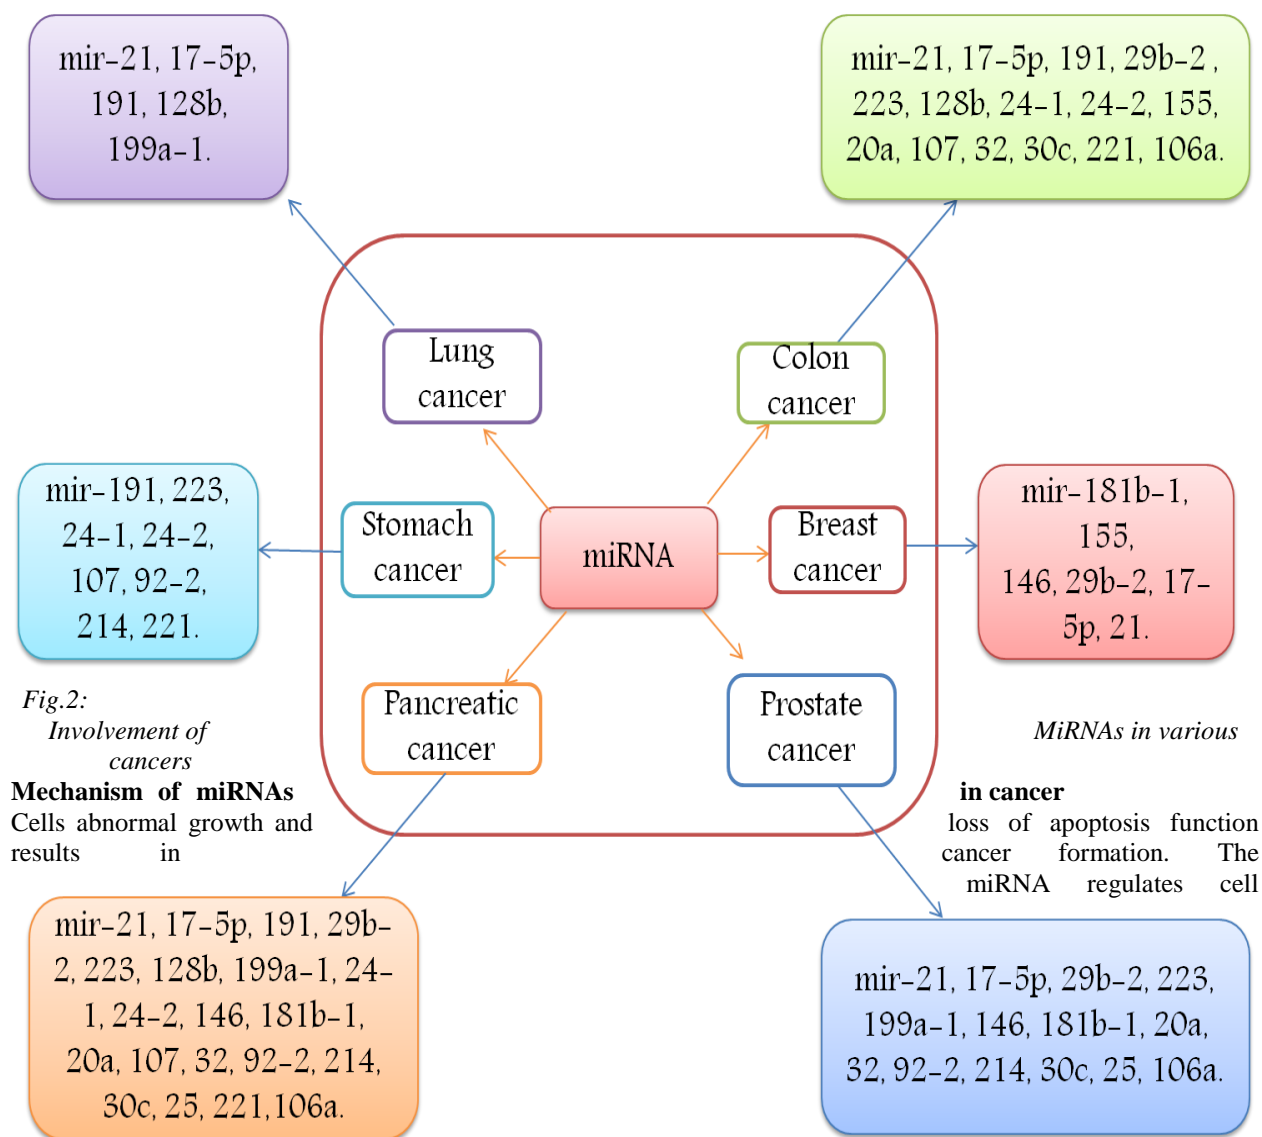 mir-21, 17-5p,
191, 128b,
199a-1.
mir-21, 17-5p, 191, 29b-2 ,
223, 128b, 24-1, 24-2, 155,
20a, 107, 32, 30c, 221, 106a.
Lung
cancer
Colon
cancer
mir-191, 223,
24-1, 24-2,
107, 92-2,
214, 221.
Stomach
cancer
miRNA
Breast
cancer
mir-181b-1,
155,
146, 29b-2, 17-
5p, 21.
Pancreatic
cancer
Prostate
cancer
Fig.2:
Involvement of MiRNAs in various
cancers
Mechanism of miRNAs in cancer
Cells abnormal growth and loss of apoptosis function
results in cancer formation. The
miRNA regulates cell
mir-21, 17-5p, 191, 29b-
2, 223, 128b, 199a-1, 24-
1, 24-2, 146, 181b-1,
20a, 107, 32, 92-2, 214,
30c, 25, 221,106a.
mir-21, 17-5p, 29b-2, 223,
199a-1, 146, 181b-1, 20a,
32, 92-2, 214, 30c, 25, 106a.